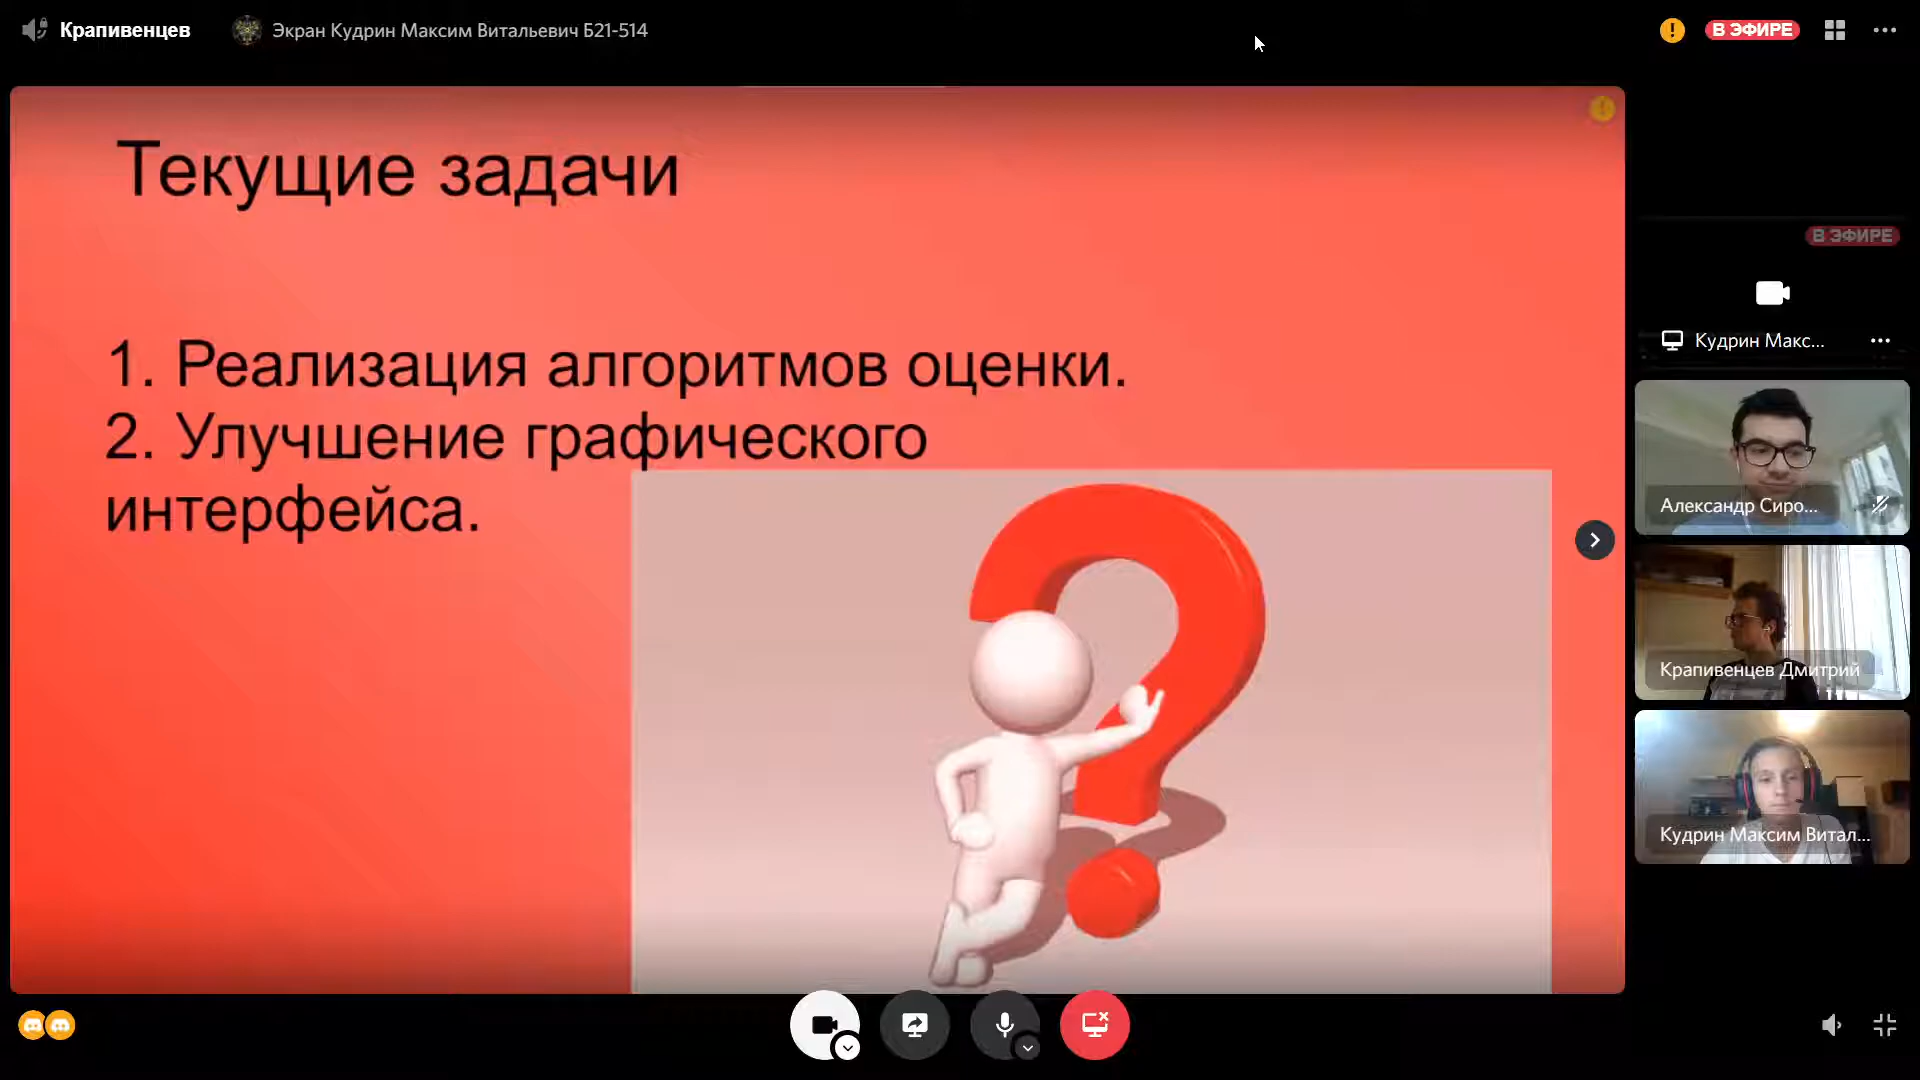 Крапивенцев
Экран Кудрин Максим Витальевич Б21-514
В ЭФИРЕ
Текущие задачи
1. Реализация алгоритмов оценки.
2. Улучшение графического
интерфейса.
В ЭФИРЕ
Кудрин Макс...
Александр Сиро...
Крапивенцев Дмитрий
Кудрин Максим Витал...